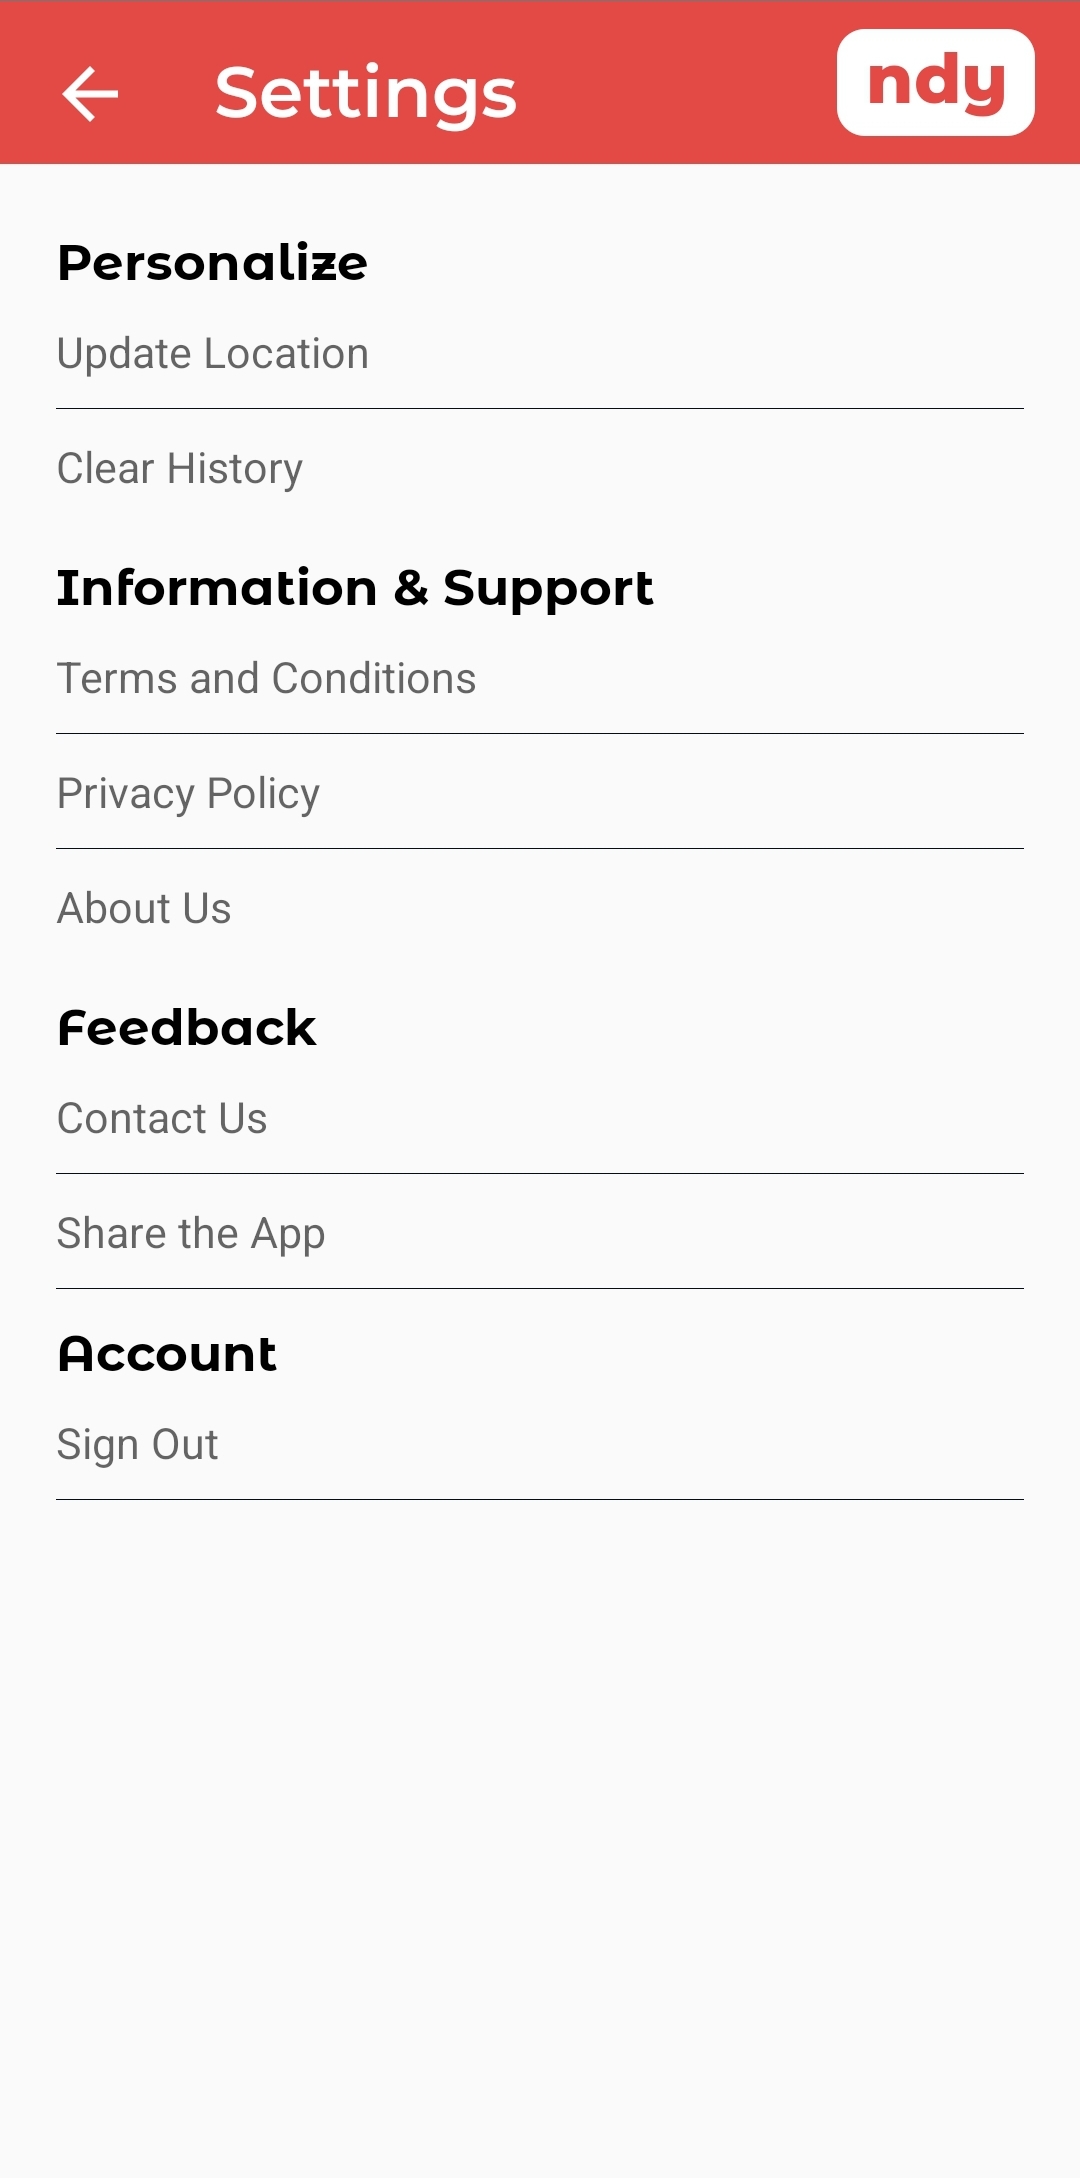 Settings
ndy
Personalize
Update Location
Clear History
Information & Support
Terms and Conditions
Privacy Policy
About Us
Feedback
Contact Us
Share the App
Account
Sign Out